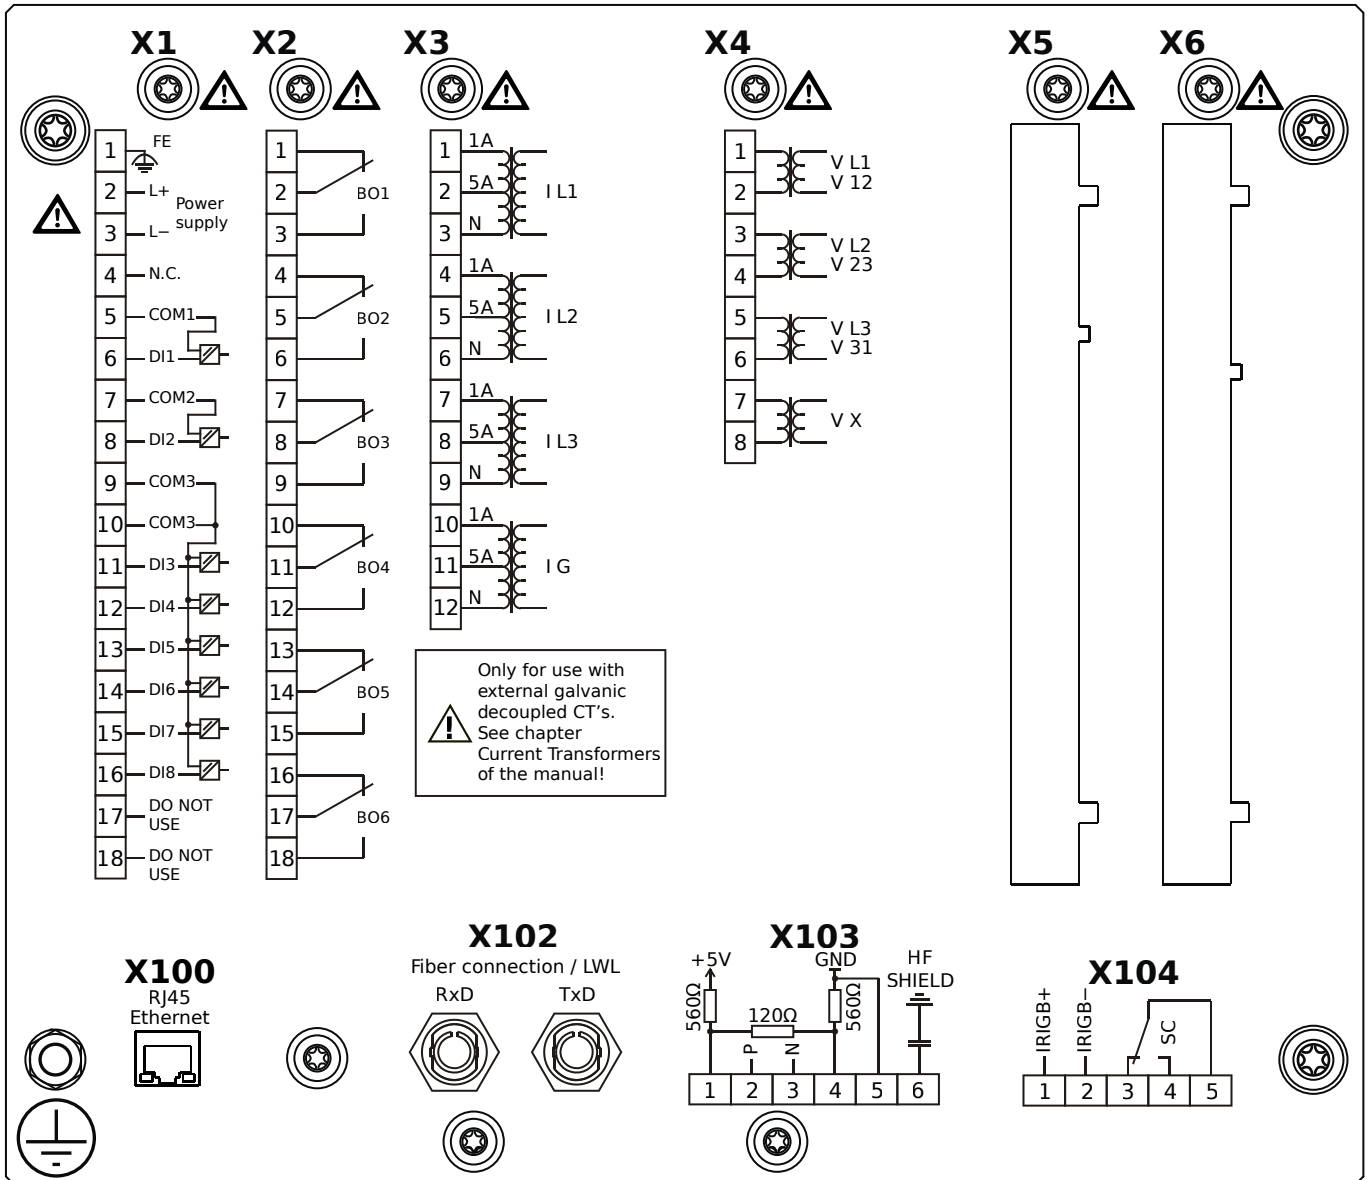 X1
X2
X3
X4
X5
X6
1 FE
2 L+
Power
supply
3 L−
4 N.C.
5 COM1
6 DI1
7 COM2
8 DI2
9 COM3
10 COM3
11 DI3
12 DI4
13 DI5
14 DI6
15 DI7
16 DI8
17 DO NOT
USE
18 DO NOT
USE
1
2 BO1
3
4
5 BO2
6
7
8 BO3
9
10
11 BO4
12
13
14 BO5
15
16
17 BO6
18
1 1A
2 5A I L1
3 N
4 1A
5 5A I L2
6 N
7 1A
8 5A I L3
9 N
10 1A
11 5A I G
12 N
Only for use with
external galvanic
decoupled CT's.
See chapter
Current Transformers
of the manual!
1 V L1
2 V 12
3 V L2
4 V 23
5 V L3
6 V 31
7 V X
8
X100
RJ45
Ethernet
X102
Fiber connection / LWL
RxD TxD
X103
+5V GND HF
SHIELD
560Ω 120Ω 560Ω
P N
1 2 3 4 5 6
X104
IRIGB+ IRIGB− SC
1 2 3 4 5